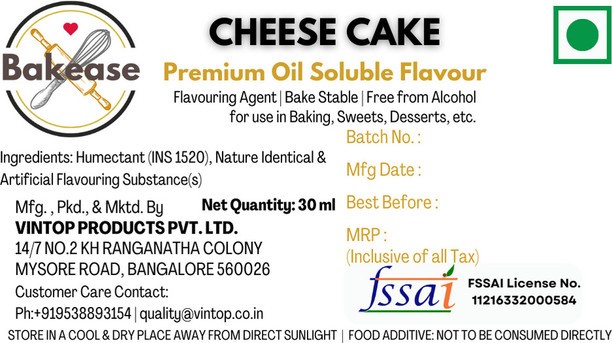 Bakease
CHEESE CAKE
Premium Oil Soluble Flavour
Flavouring Agent | Bake Stable | Free from Alcohol
for use in Baking, Sweets, Desserts, etc.
Batch No. :
Mfg Date :
Best Before :
MRP :
(Inclusive of all Tax)
Ingredients: Humectant (INS 1520), Nature Identical &
Artificial Flavouring Substance(s)
Net Quantity: 30 ml
Mfg. , Pkd., & Mktd. By
VINTOP PRODUCTS PVT. LTD.
14/7 NO.2 KH RANGANATHA COLONY
MYSORE ROAD, BANGALORE 560026
Customer Care Contact:
Ph:+919538893154 | quality@vintop.co.in
fssai
FSSAI License No.
11216332000584
STORE IN A COOL & DRY PLACE AWAY FROM DIRECT SUNLIGHT | FOOD ADDITIVE: NOT TO BE CONSUMED DIRECTLY